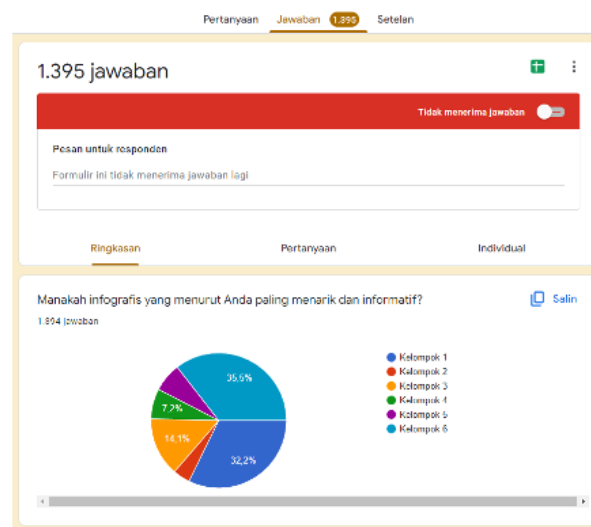 Pertanyaan Jawaban 1.395 Setelan
1.395 jawaban
Tidak menerima jawaban
Pesan untuk responden
Formulir ini tidak menerima jawaban lagi
Ringkasan Pertanyaan Individual
Manakah infografis yang menurut Anda paling menarik dan informatif?
Salin
1.394 jawaban
Kelompok 1
Kelompok 2
Kelompok 3
Kelompok 4
Kelompok 5
Kelompok 6
35,5%
7,2%
14,1%
32,2%